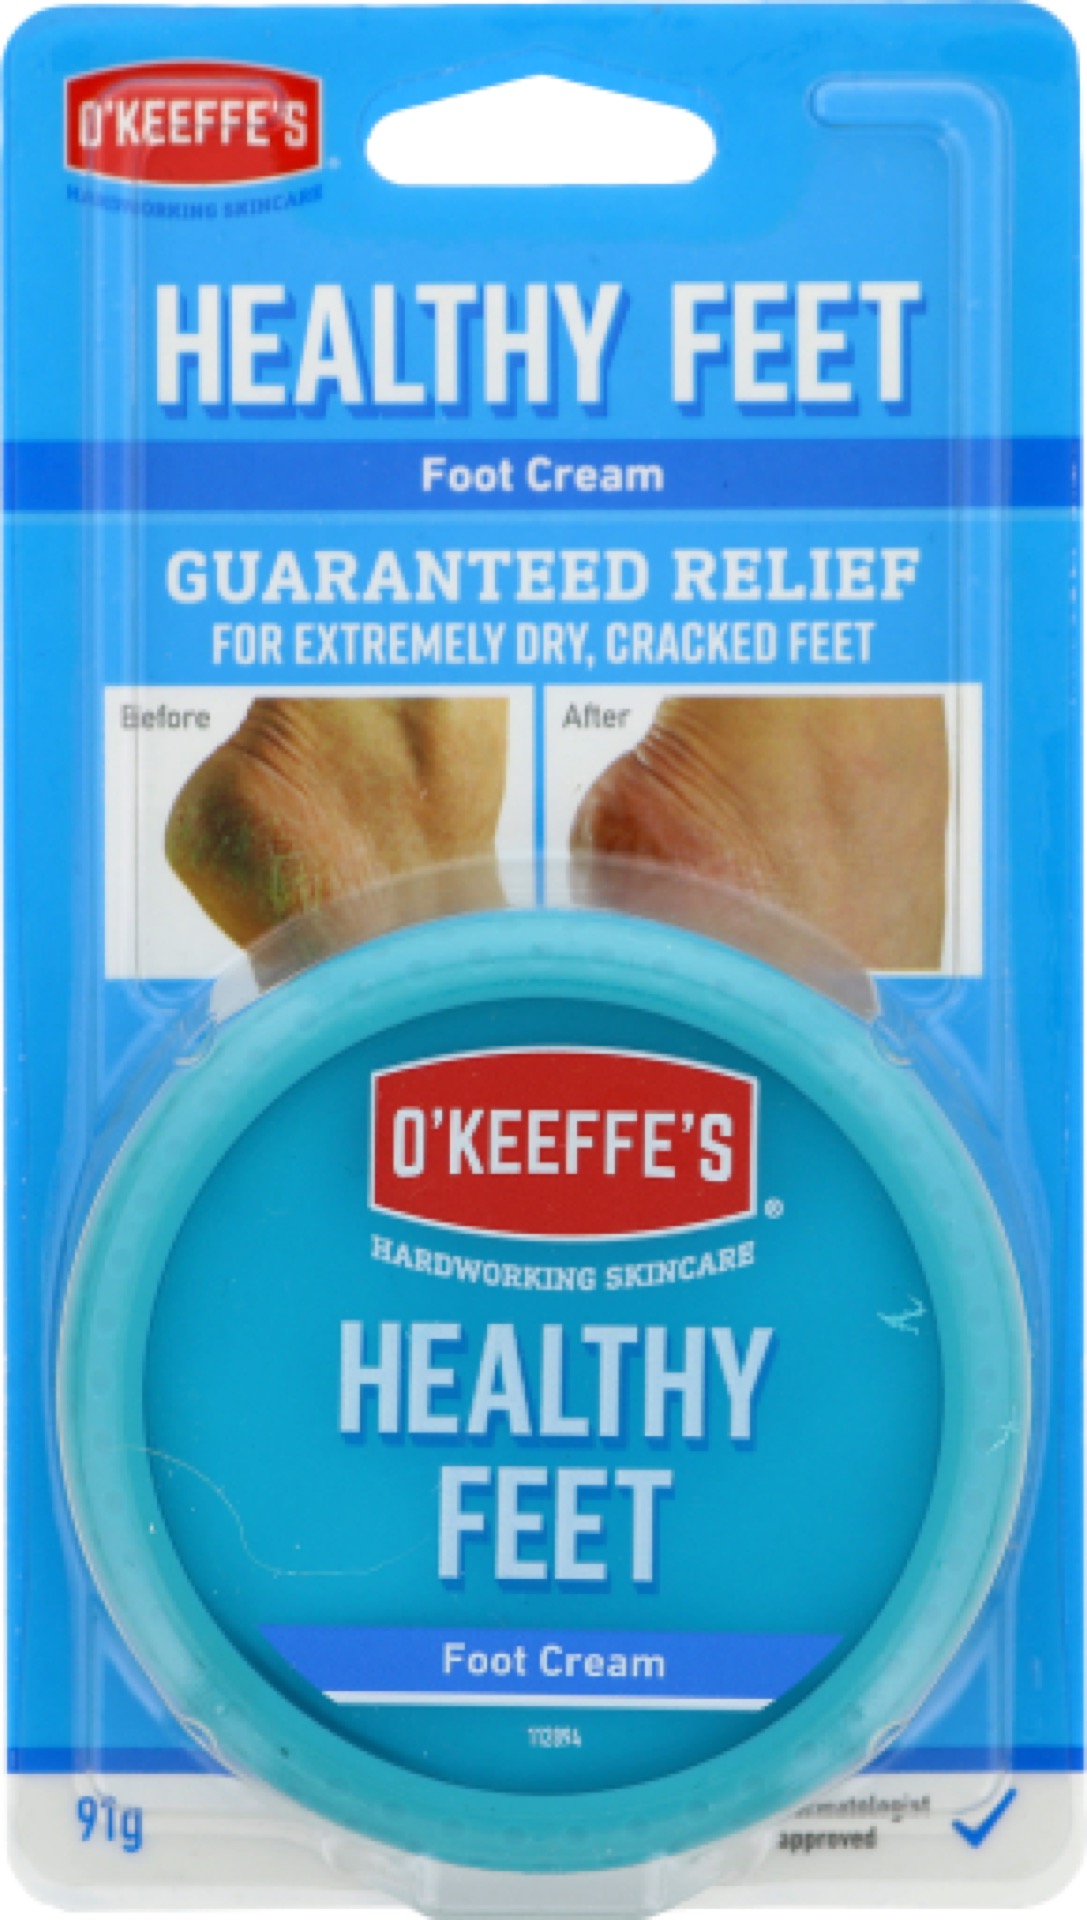 O'KEEFFE'S
HARDWORKING SKINCARE
HEALTHY FEET
Foot Cream
GUARANTEED RELIEF
FOR EXTREMELY DRY, CRACKED FEET
Before
After
O'KEEFFE'S®
HARDWORKING SKINCARE
HEALTHY
FEET
Foot Cream
112894
91g
approved